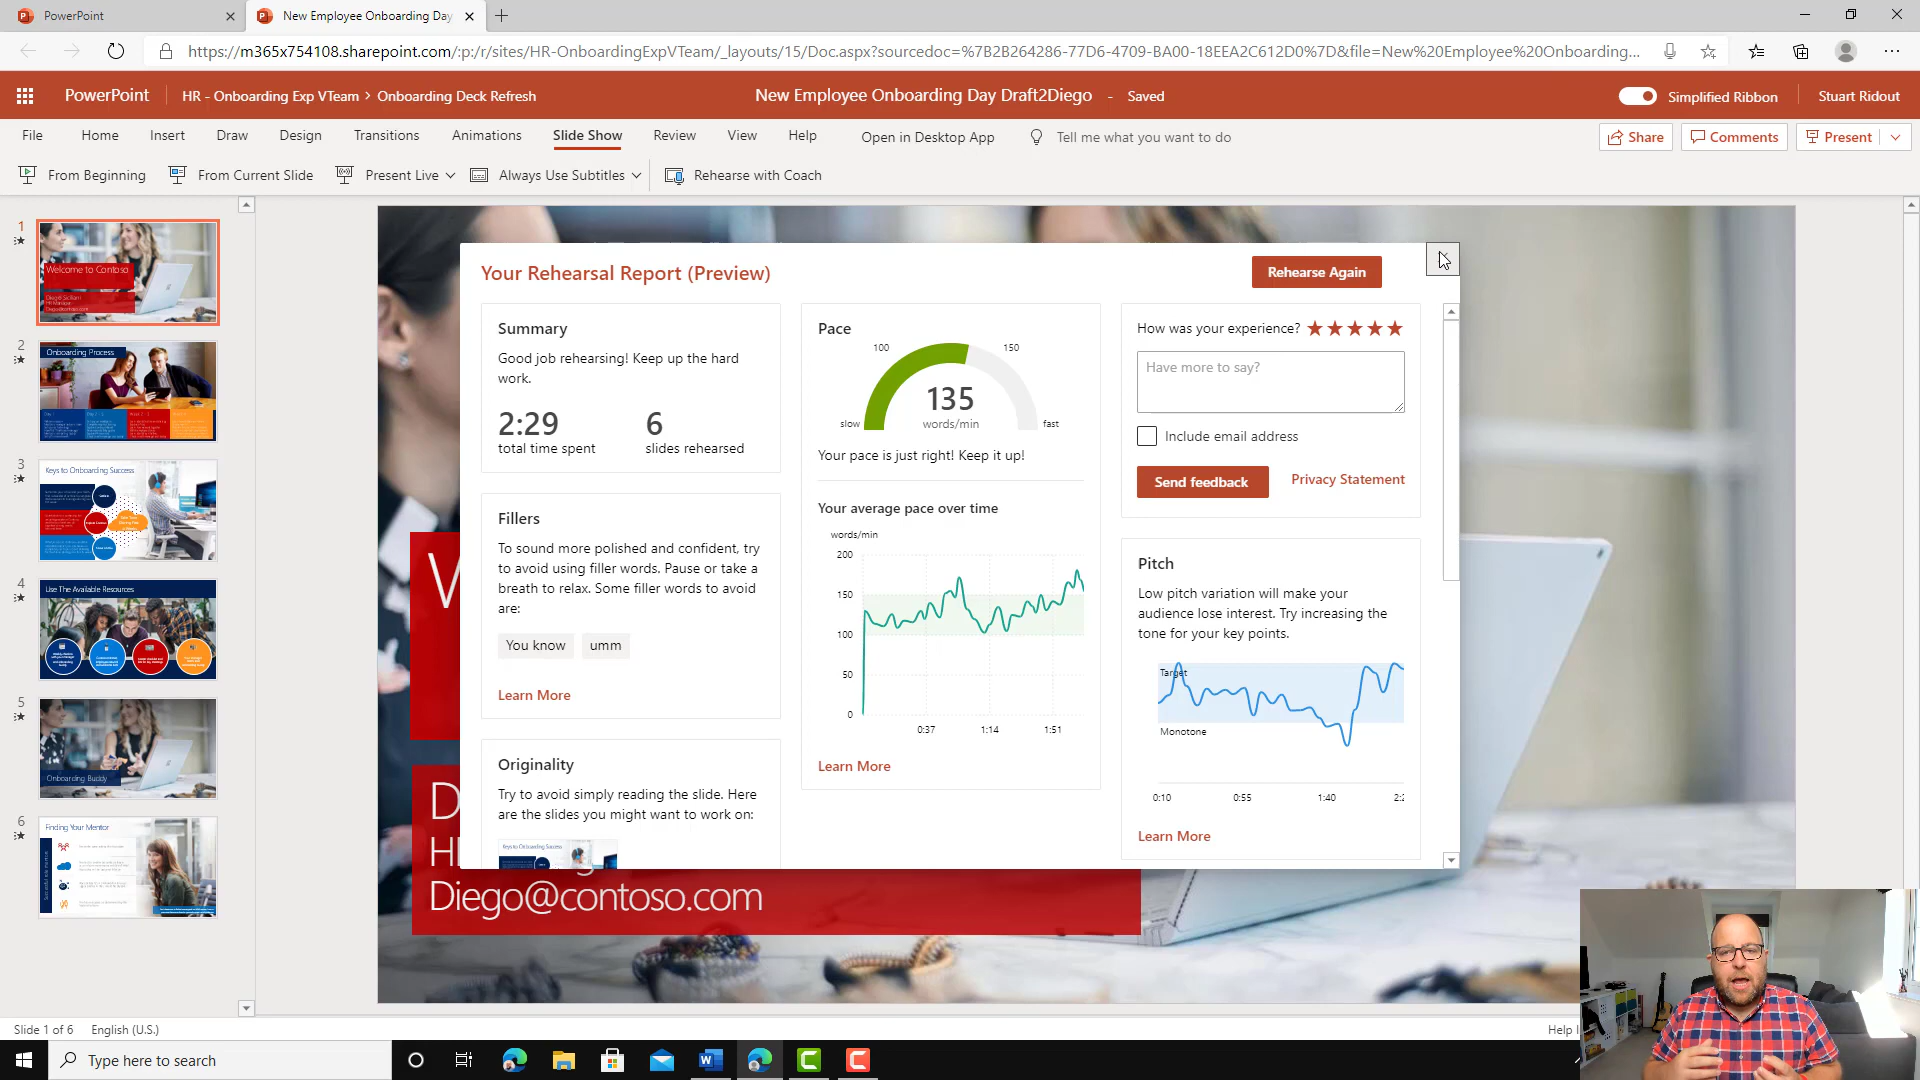 PowerPoint
New Employee Onboarding Day
https://m365x754108.sharepoint.com/:p:/r/sites/HR-OnboardingExpVTeam/_layouts/15/Doc.aspx?sourcedoc=%7B2B264286-77D6-4709-BA00-18EEA2C612D0%7D&file=New%20Employee%20Onboarding...
PowerPoint
HR - Onboarding Exp VTeam > Onboarding Deck Refresh
New Employee Onboarding Day Draft2Diego - Saved
Simplified Ribbon
Stuart Ridout
File Home Insert Draw Design Transitions Animations Slide Show Review View Help
Open in Desktop App
Tell me what you want to do
Share
Comments
Present
From Beginning
From Current Slide
Present Live
Always Use Subtitles
Rehearse with Coach
1
Welcome to Contoso
2
Onboarding Process
3
Keys to Onboarding Success
4
Use The Available Resources
5
Onboarding Buddy
6
Finding Your Mentor
Your Rehearsal Report (Preview)
Rehearse Again
Summary
Good job rehearsing! Keep up the hard
work.
2:29
total time spent
6
slides rehearsed
Fillers
To sound more polished and confident, try
to avoid using filler words. Pause or take a
breath to relax. Some filler words to avoid
are:
You know
umm
Learn More
Originality
Try to avoid simply reading the slide. Here
are the slides you might want to work on:
Keys to Onboarding Success
Pace
100
150
135
words/min
slow
fast
Your pace is just right! Keep it up!
Your average pace over time
words/min
200
150
100
50
0
0:37
1:14
1:51
Learn More
How was your experience?
Have more to say?
Include email address
Send feedback
Privacy Statement
Pitch
Low pitch variation will make your
audience lose interest. Try increasing the
tone for your key points.
Target
Monotone
0:10
0:55
1:40
Learn More
Diego@contoso.com
Slide 1 of 6
English (U.S.)
Help
Type here to search